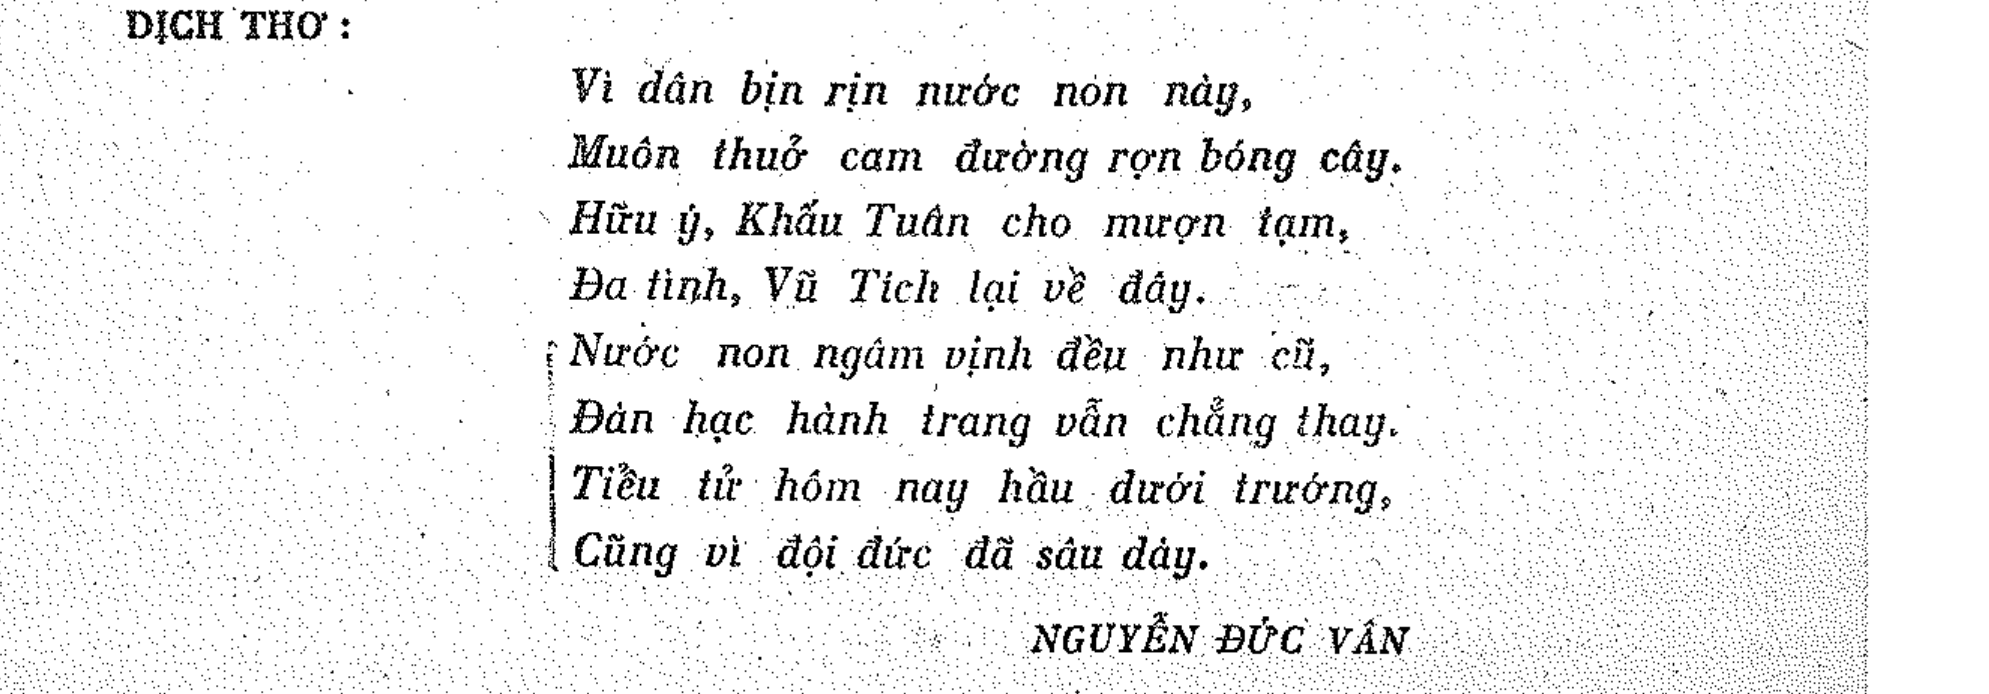 DỊCH THƠ :
Vì dân bịn rịn nước non này,
Muôn thuở cam đường rợn bóng cây.
Hữu ý, Khấu Tuân cho mượn tạm,
Đa tình, Vũ Tích lại về đây.
Nước non ngâm vịnh đều như cũ,
Đàn hạc hành trang vẫn chẳng thay.
Tiểu tử hôm nay hầu dưới trướng,
Cũng vì đội đức đã sâu dày.
NGUYỄN ĐỨC VÂN